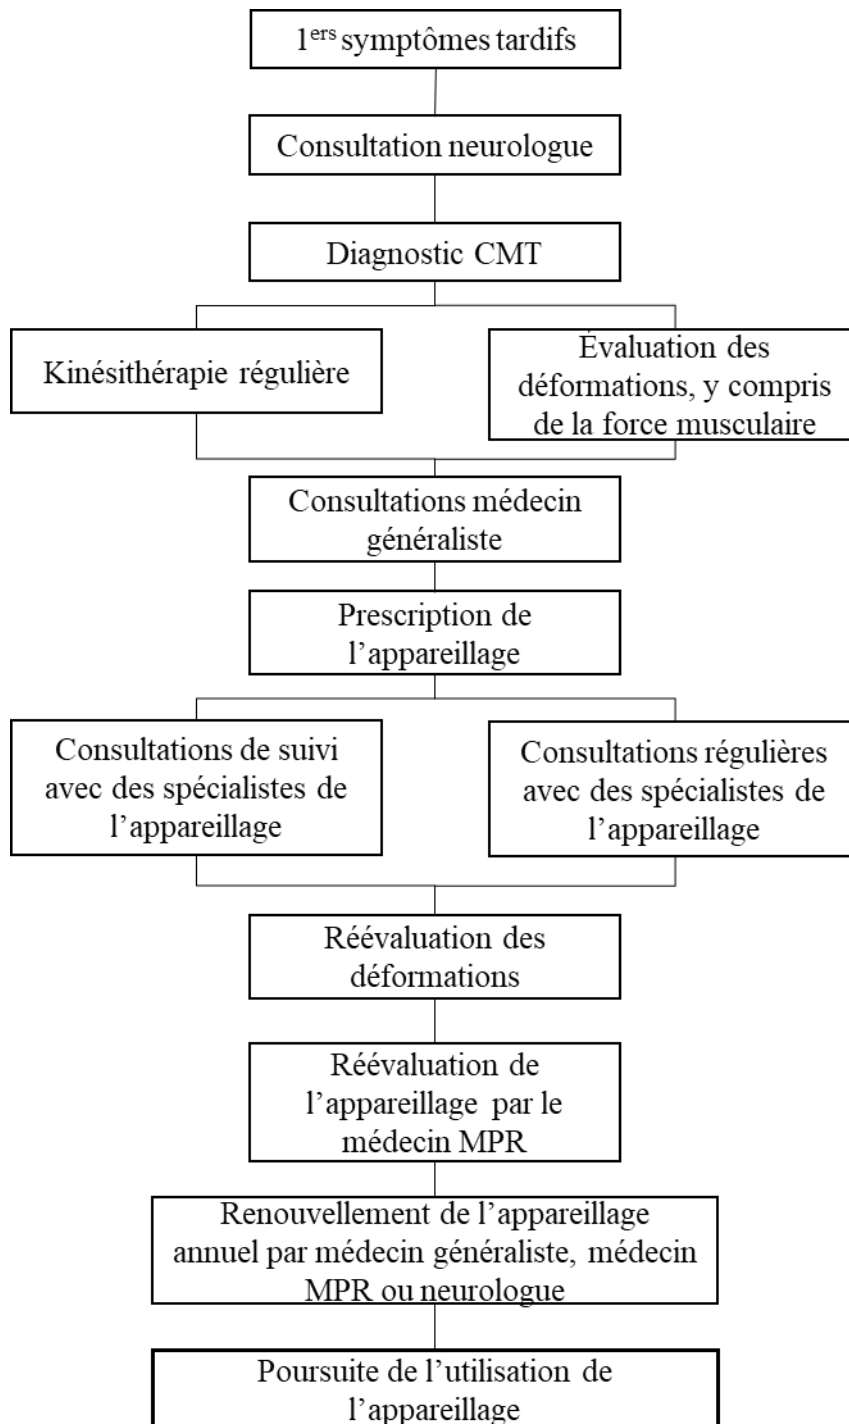 1ers symptômes tardifs
Consultation neurologue
Diagnostic CMT
Kinésithérapie régulière
Évaluation des
déformations, y compris
de la force musculaire
Consultations médecin
généraliste
Prescription de
l’appareillage
Consultations de suivi
avec des spécialistes de
l’appareillage
Consultations régulières
avec des spécialistes de
l’appareillage
Réévaluation des
déformations
Réévaluation de
l’appareillage par le
médecin MPR
Renouvellement de l’appareillage
annuel par médecin généraliste, médecin
MPR ou neurologue
Poursuite de l’utilisation de
l’appareillage